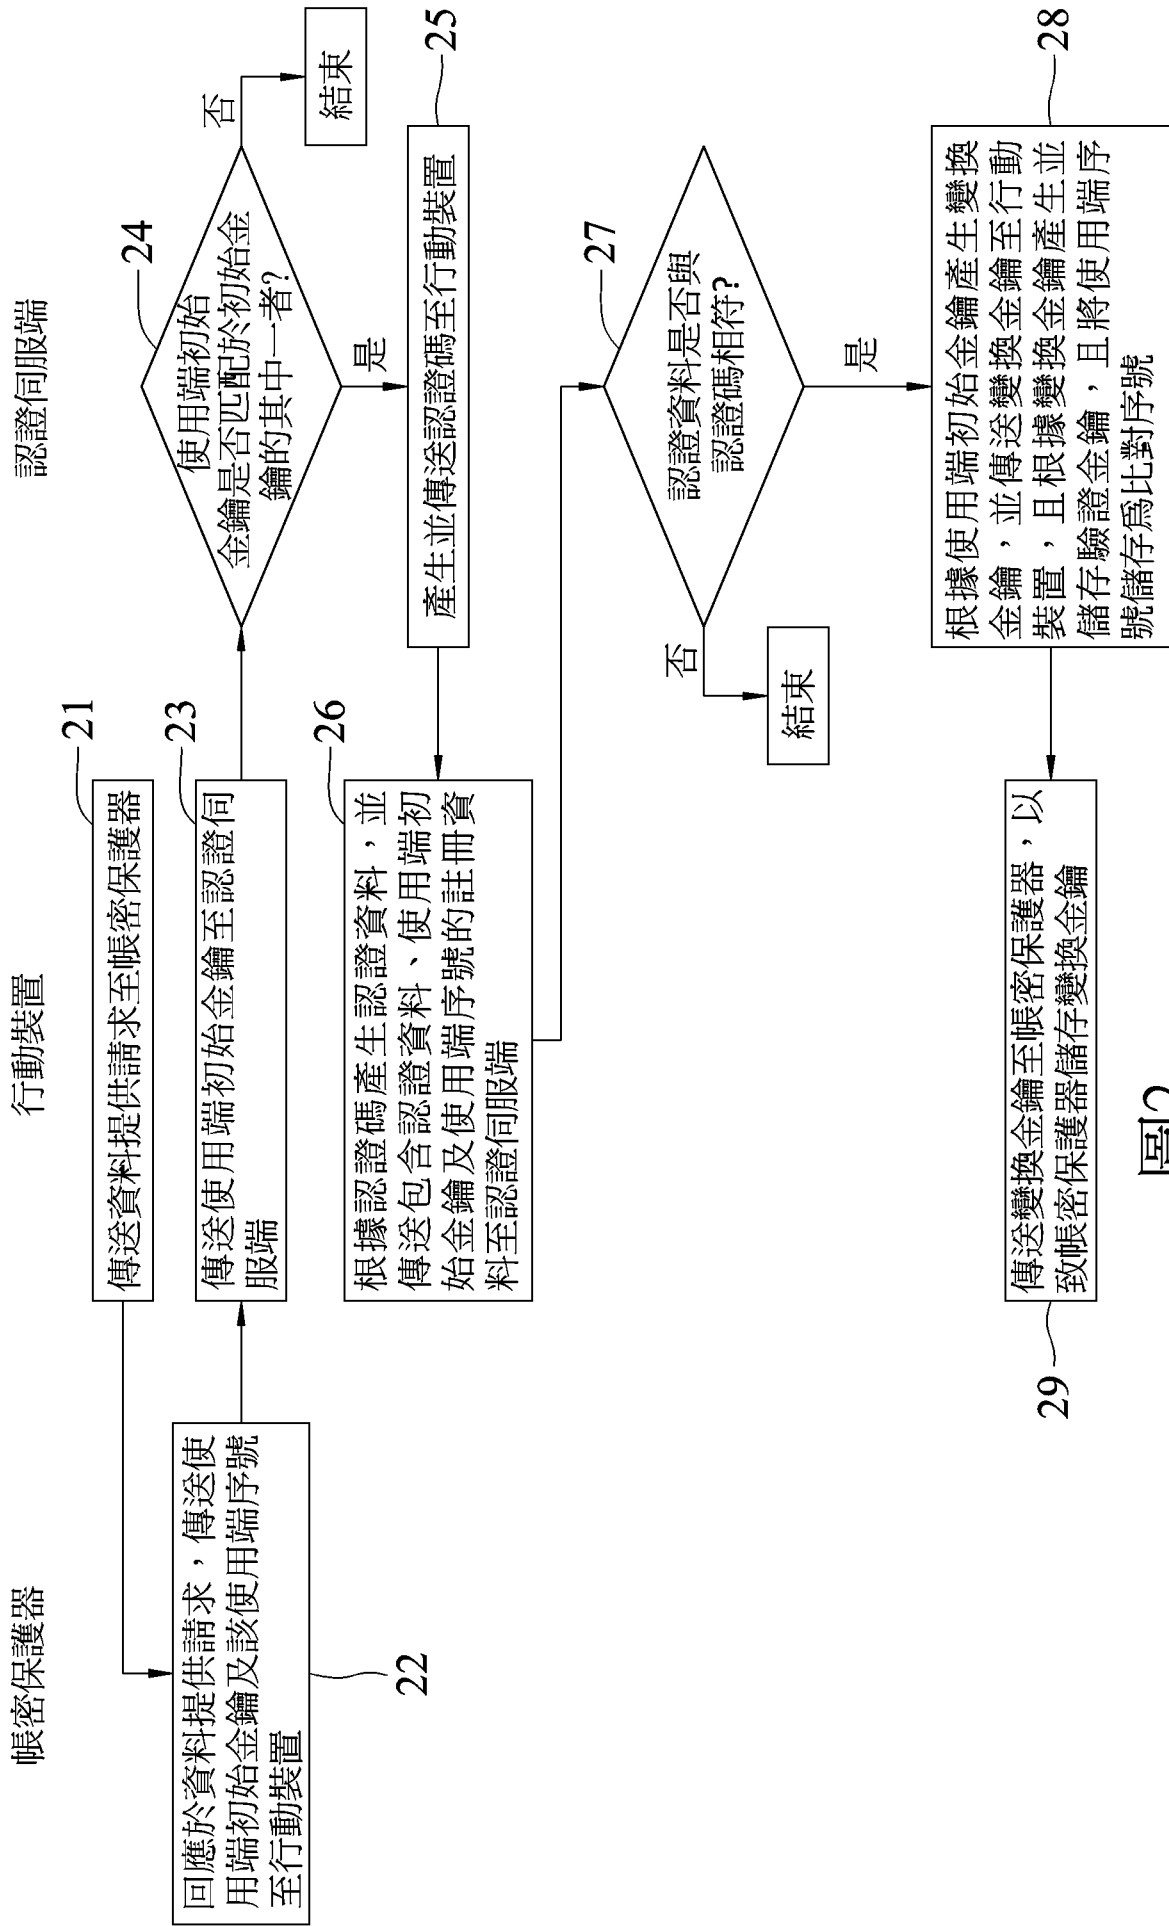 帳密保護器
行動裝置
認證伺服端
21
傳送資料提供請求至帳密保護器
回應於資料提供請求，傳送使
用端初始金鑰及該使用端序號
至行動裝置
22
23
傳送使用端初始金鑰至認證伺
服端
24
使用端初始
金鑰是否匹配於初始金
鑰的其中一者?
否
結束
是
25
產生並傳送認證碼至行動裝置
26
根據認證碼產生認證資料，並
傳送包含認證資料、使用端初
始金鑰及使用端序號的註冊資
料至認證伺服端
27
認證資料是否與
認證碼相符?
否
結束
是
28
根據使用端初始金鑰產生變換
金鑰，並傳送變換金鑰至行動
裝置，且根據變換金鑰產生並
儲存驗證金鑰，且將使用端序
號儲存爲比對序號
29
傳送變換金鑰至帳密保護器，以
致帳密保護器儲存變換金鑰
圖2